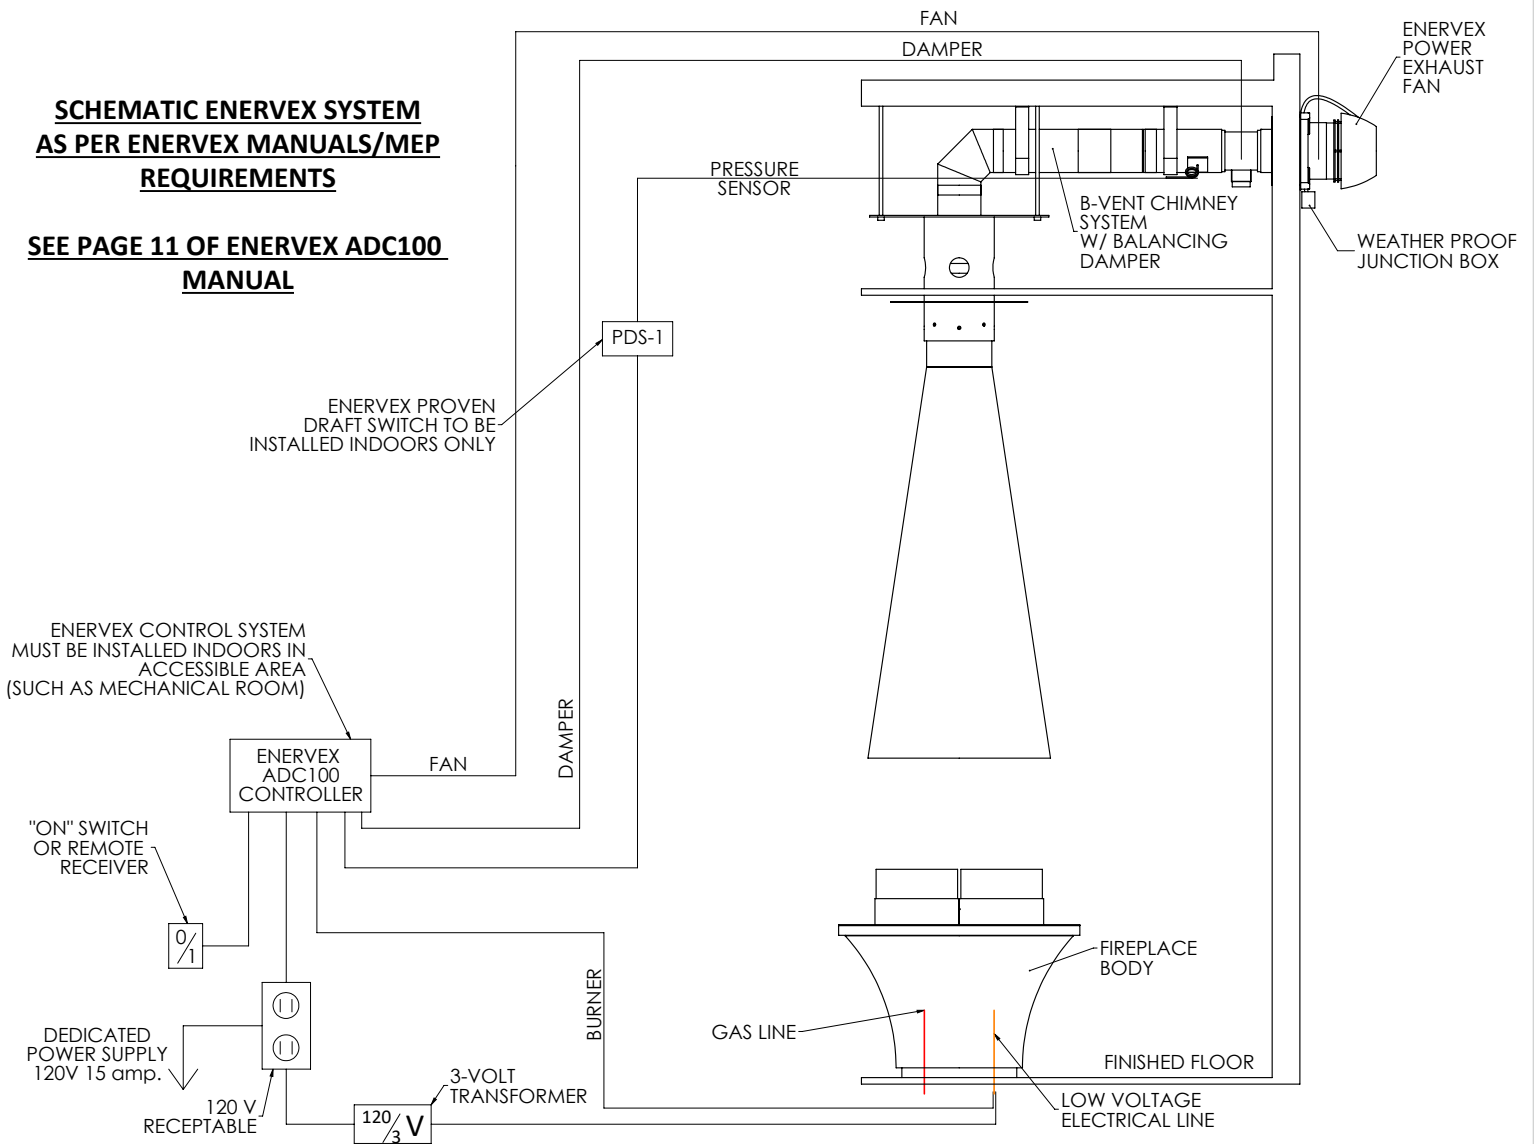 FAN
DAMPER
ENERVEX
POWER
EXHAUST
FAN
SCHEMATIC ENERVEX SYSTEM
AS PER ENERVEX MANUALS/MEP
REQUIREMENTS
SEE PAGE 11 OF ENERVEX ADC100
MANUAL
PRESSURE
SENSOR
B-VENT CHIMNEY
SYSTEM
W/ BALANCING
DAMPER
WEATHER PROOF
JUNCTION BOX
PDS-1
ENERVEX PROVEN
DRAFT SWITCH TO BE
INSTALLED INDOORS ONLY
ENERVEX CONTROL SYSTEM
MUST BE INSTALLED INDOORS IN
ACCESSIBLE AREA
(SUCH AS MECHANICAL ROOM)
ENERVEX
ADC100
CONTROLLER
FAN
DAMPER
"ON" SWITCH
OR REMOTE
RECEIVER
0/1
BURNER
FIREPLACE
BODY
GAS LINE
DEDICATED
POWER SUPPLY
120V 15 amp.
FINISHED FLOOR
3-VOLT
TRANSFORMER
120 V
RECEPTABLE
120/3 V
LOW VOLTAGE
ELECTRICAL LINE